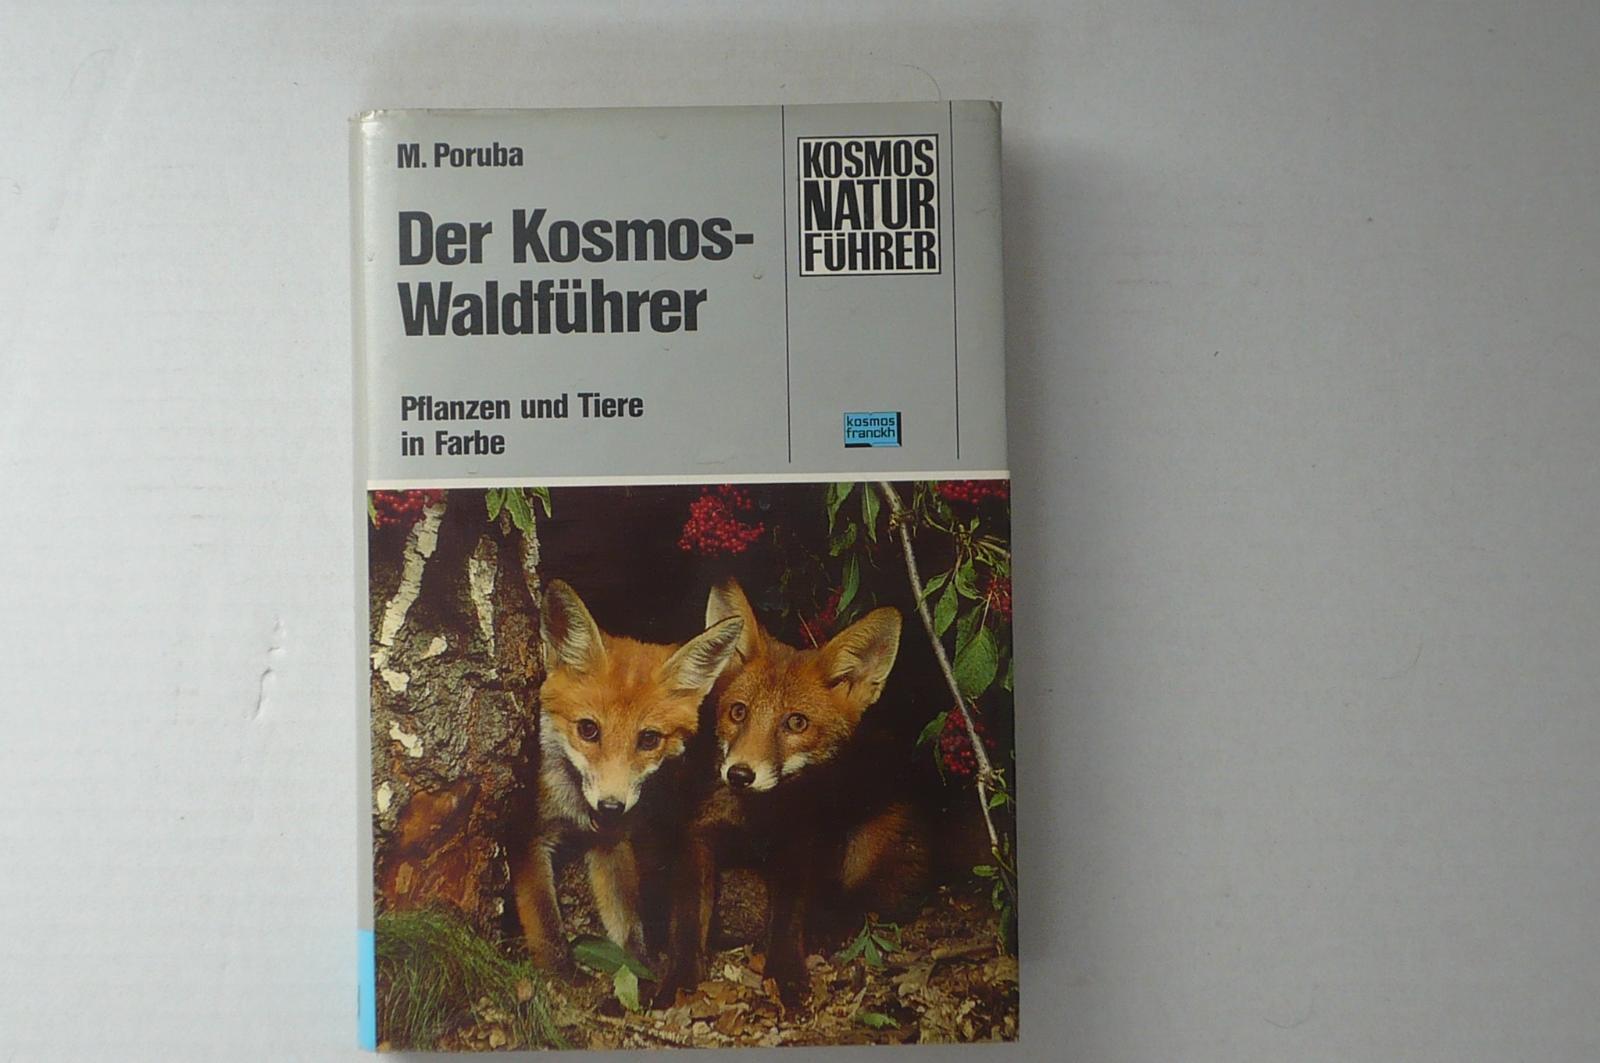 M. Poruba
Der Kosmos-
Waldführer
Pflanzen und Tiere
in Farbe
KOSMOS
NATUR
FÜHRER
kosmos
franckh